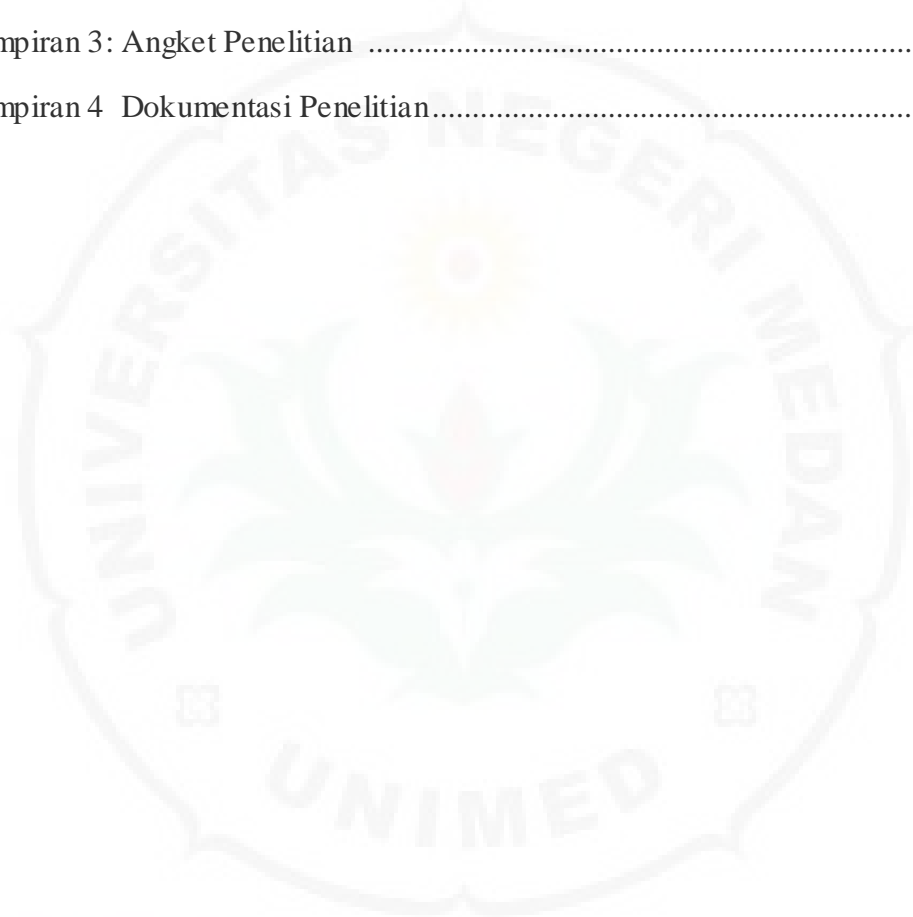 mpiran 3: Angket Penelitian ....................................................................
mpiran 4 Dokumentasi Penelitian............................................................
UNIVERSITAS NEGERI MEDAN
UNIMED